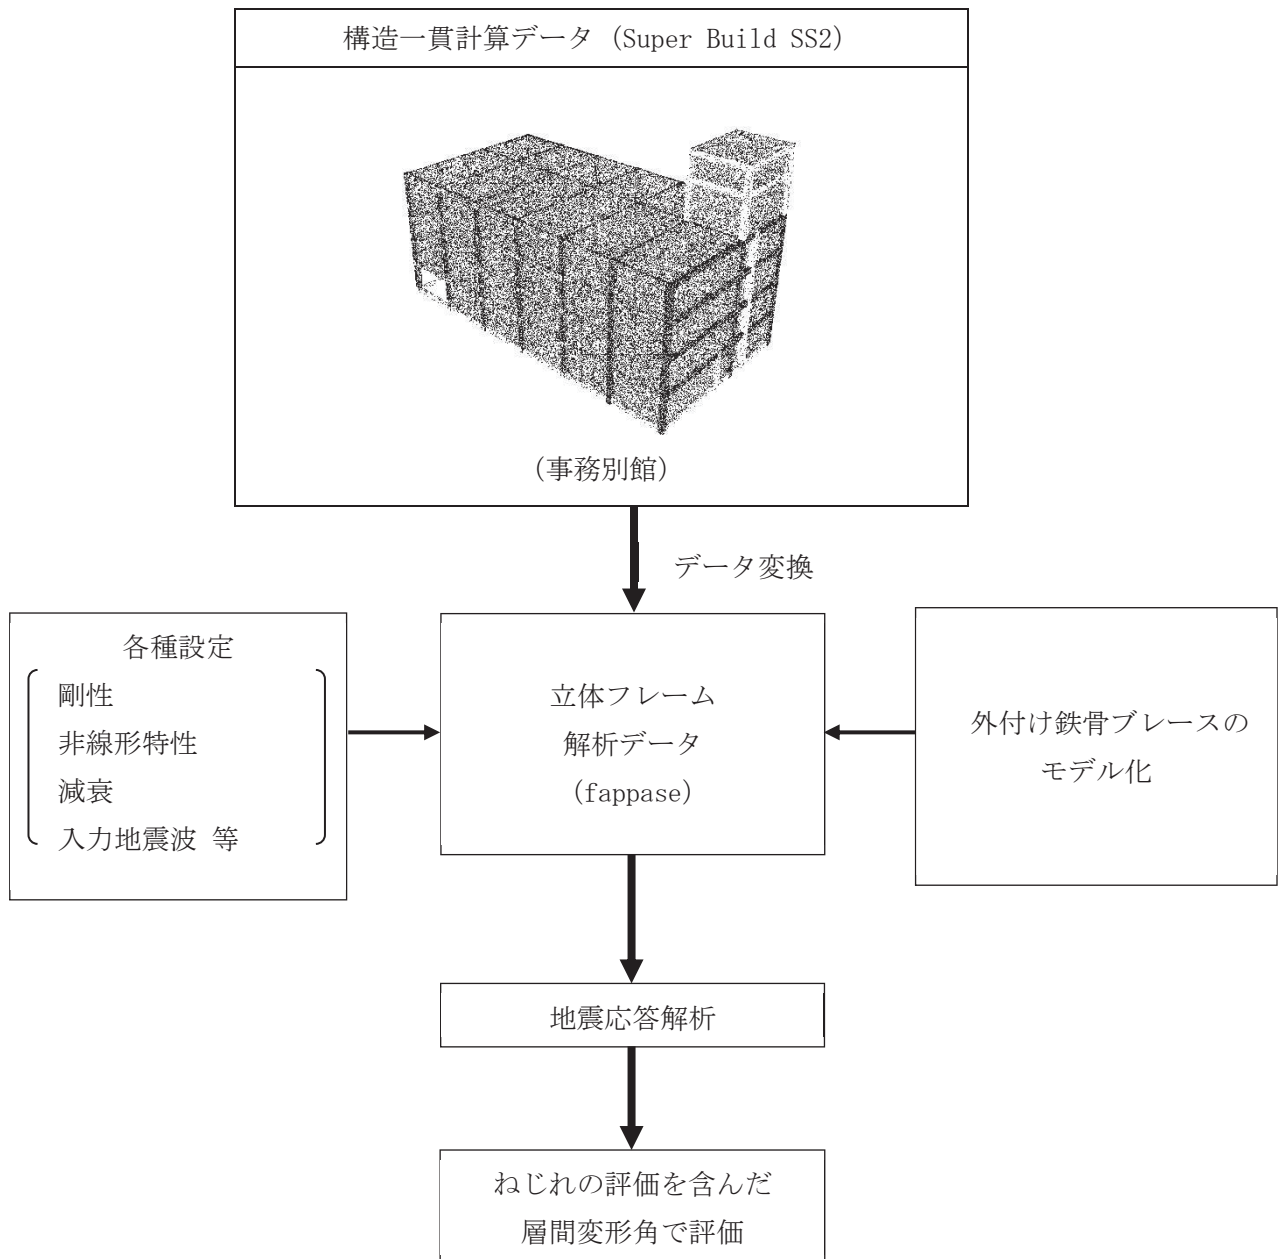 構造一貫計算データ (Super Build SS2)
(事務別館)
データ変換
各種設定
剛性
非線形特性
減衰
入力地震波 等
立体フレーム
解析データ
(fappase)
外付け鉄骨ブレースの
モデル化
地震応答解析
ねじれの評価を含んだ
層間変形角で評価